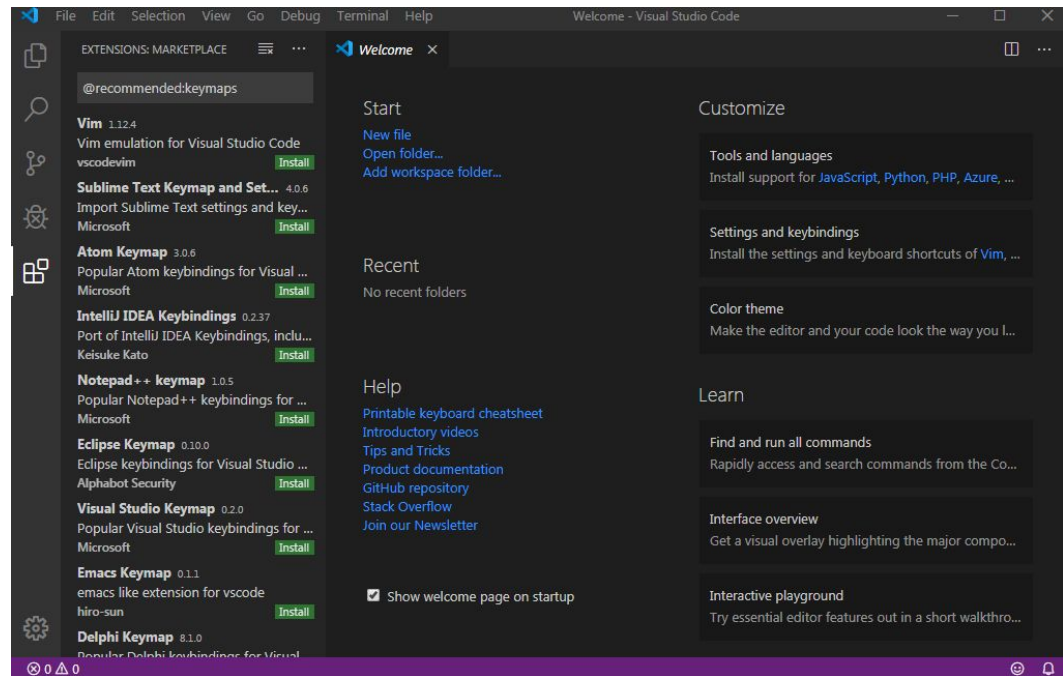 File Edit Selection View Go Debug Terminal Help Welcome - Visual Studio Code
EXTENSIONS: MARKETPLACE
@recommended:keymaps
Vim 1.12.4
Vim emulation for Visual Studio Code
vscodevim Install
Sublime Text Keymap and Set... 4.0.6
Import Sublime Text settings and key...
Microsoft Install
Atom Keymap 3.0.6
Popular Atom keybindings for Visual ...
Microsoft Install
IntelliJ IDEA Keybindings 0.2.37
Port of IntelliJ IDEA Keybindings, inclu...
Keisuke Kato Install
Notepad++ keymap 1.0.5
Popular Notepad++ keybindings for ...
Microsoft Install
Eclipse Keymap 0.10.0
Eclipse keybindings for Visual Studio ...
Alphabot Security Install
Visual Studio Keymap 0.2.0
Popular Visual Studio keybindings for ...
Microsoft Install
Emacs Keymap 0.1.1
emacs like extension for vscode
hiro-sun Install
Delphi Keymap 8.1.0
Popular Delphi keybindings for Visual
Welcome
Start
New file
Open folder...
Add workspace folder...
Recent
No recent folders
Help
Printable keyboard cheatsheet
Introductory videos
Tips and Tricks
Product documentation
GitHub repository
Stack Overflow
Join our Newsletter
Show welcome page on startup
Customize
Tools and languages
Install support for JavaScript, Python, PHP, Azure, ...
Settings and keybindings
Install the settings and keyboard shortcuts of Vim, ...
Color theme
Make the editor and your code look the way you l...
Learn
Find and run all commands
Rapidly access and search commands from the Co...
Interface overview
Get a visual overlay highlighting the major compo...
Interactive playground
Try essential editor features out in a short walkthro...
0 0